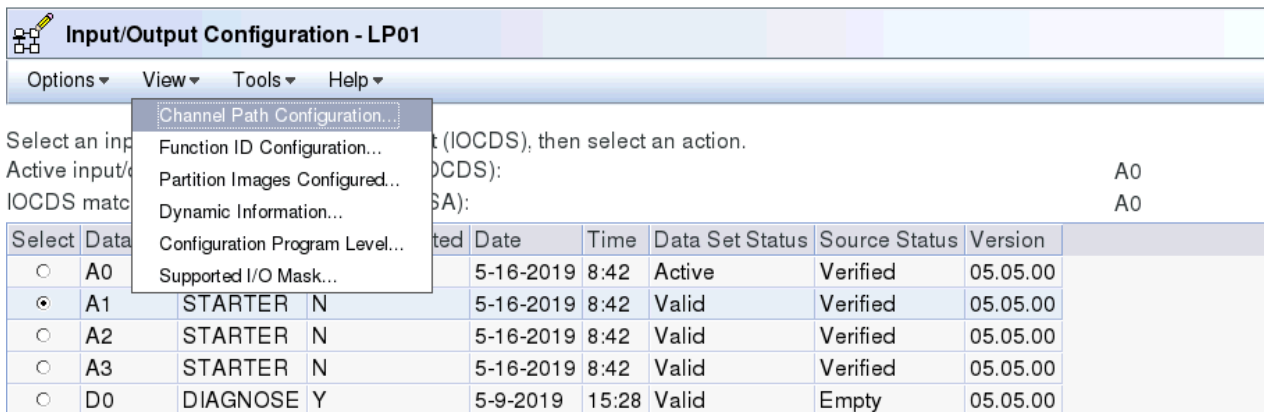 Input/Output Configuration - LP01
Options View Tools Help
Channel Path Configuration...
Function ID Configuration...
Partition Images Configured...
Dynamic Information...
Configuration Program Level...
Supported I/O Mask...
Select an inp t (IOCDS), then select an action.
Active input/ OCDS): A0
IOCDS matc SA): A0
Select Data ted Date Time Data Set Status Source Status Version
A0 5-16-2019 8:42 Active Verified 05.05.00
A1 STARTER N 5-16-2019 8:42 Valid Verified 05.05.00
A2 STARTER N 5-16-2019 8:42 Valid Verified 05.05.00
A3 STARTER N 5-16-2019 8:42 Valid Verified 05.05.00
D0 DIAGNOSE Y 5-9-2019 15:28 Valid Empty 05.05.00